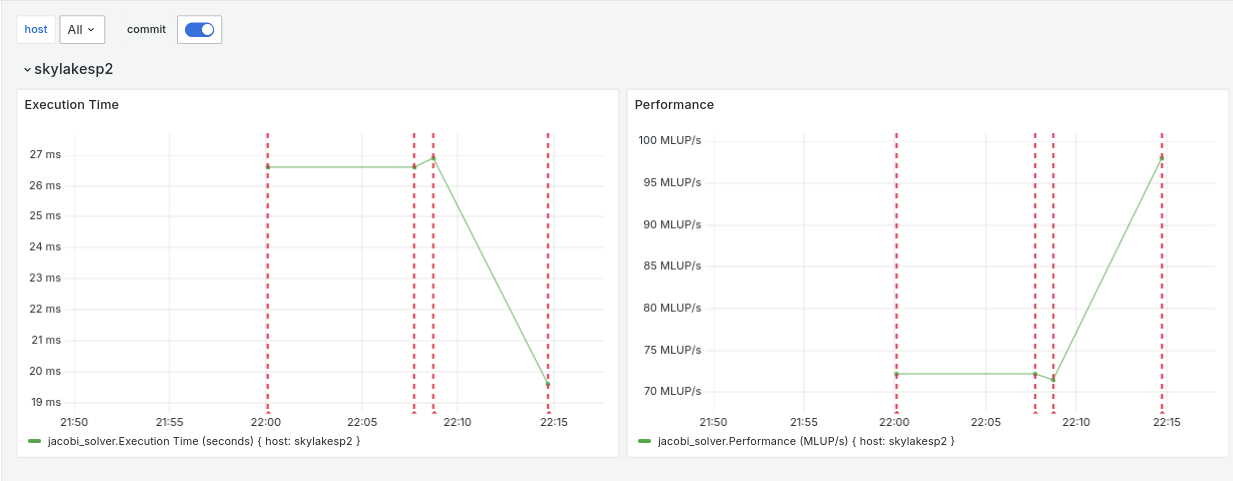 host All commit
skylakesp2
Execution Time
27 ms
26 ms
25 ms
24 ms
23 ms
22 ms
21 ms
20 ms
19 ms
21:50 21:55 22:00 22:05 22:10 22:15
jacobi_solver.Execution Time (seconds) { host: skylakesp2 }
Performance
100 MLUP/s
95 MLUP/s
90 MLUP/s
85 MLUP/s
80 MLUP/s
75 MLUP/s
70 MLUP/s
21:50 21:55 22:00 22:05 22:10 22:15
jacobi_solver.Performance (MLUP/s) { host: skylakesp2 }